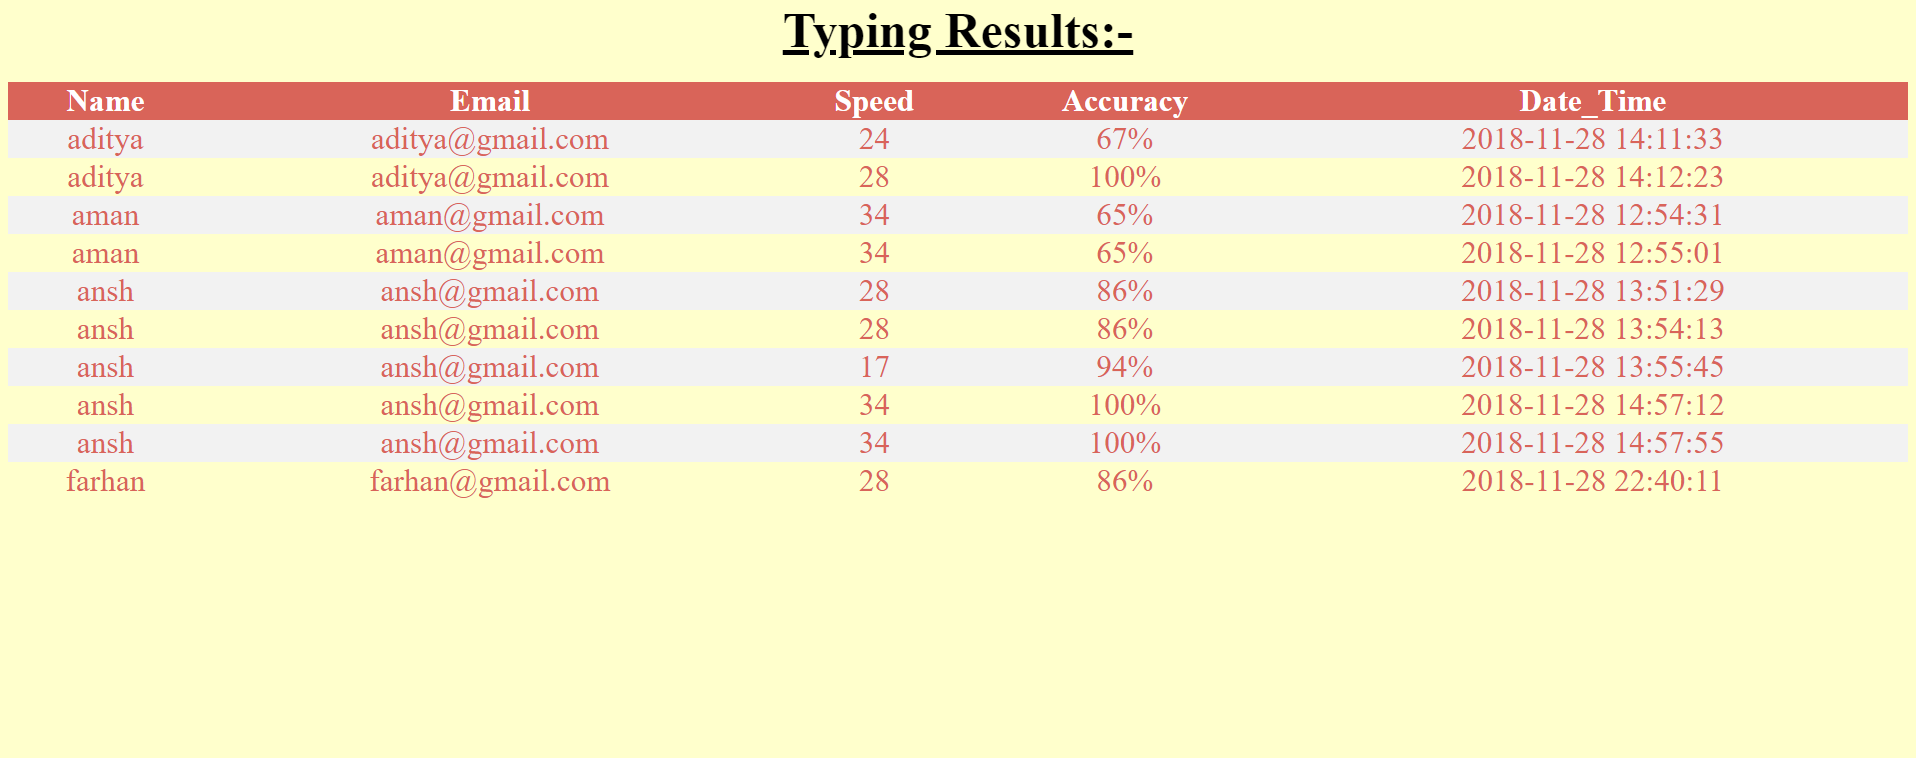 Typing Results:-
Name Email Speed Accuracy Date_Time
aditya aditya@gmail.com 24 67% 2018-11-28 14:11:33
aditya aditya@gmail.com 28 100% 2018-11-28 14:12:23
aman aman@gmail.com 34 65% 2018-11-28 12:54:31
aman aman@gmail.com 34 65% 2018-11-28 12:55:01
ansh ansh@gmail.com 28 86% 2018-11-28 13:51:29
ansh ansh@gmail.com 28 86% 2018-11-28 13:54:13
ansh ansh@gmail.com 17 94% 2018-11-28 13:55:45
ansh ansh@gmail.com 34 100% 2018-11-28 14:57:12
ansh ansh@gmail.com 34 100% 2018-11-28 14:57:55
farhan farhan@gmail.com 28 86% 2018-11-28 22:40:11